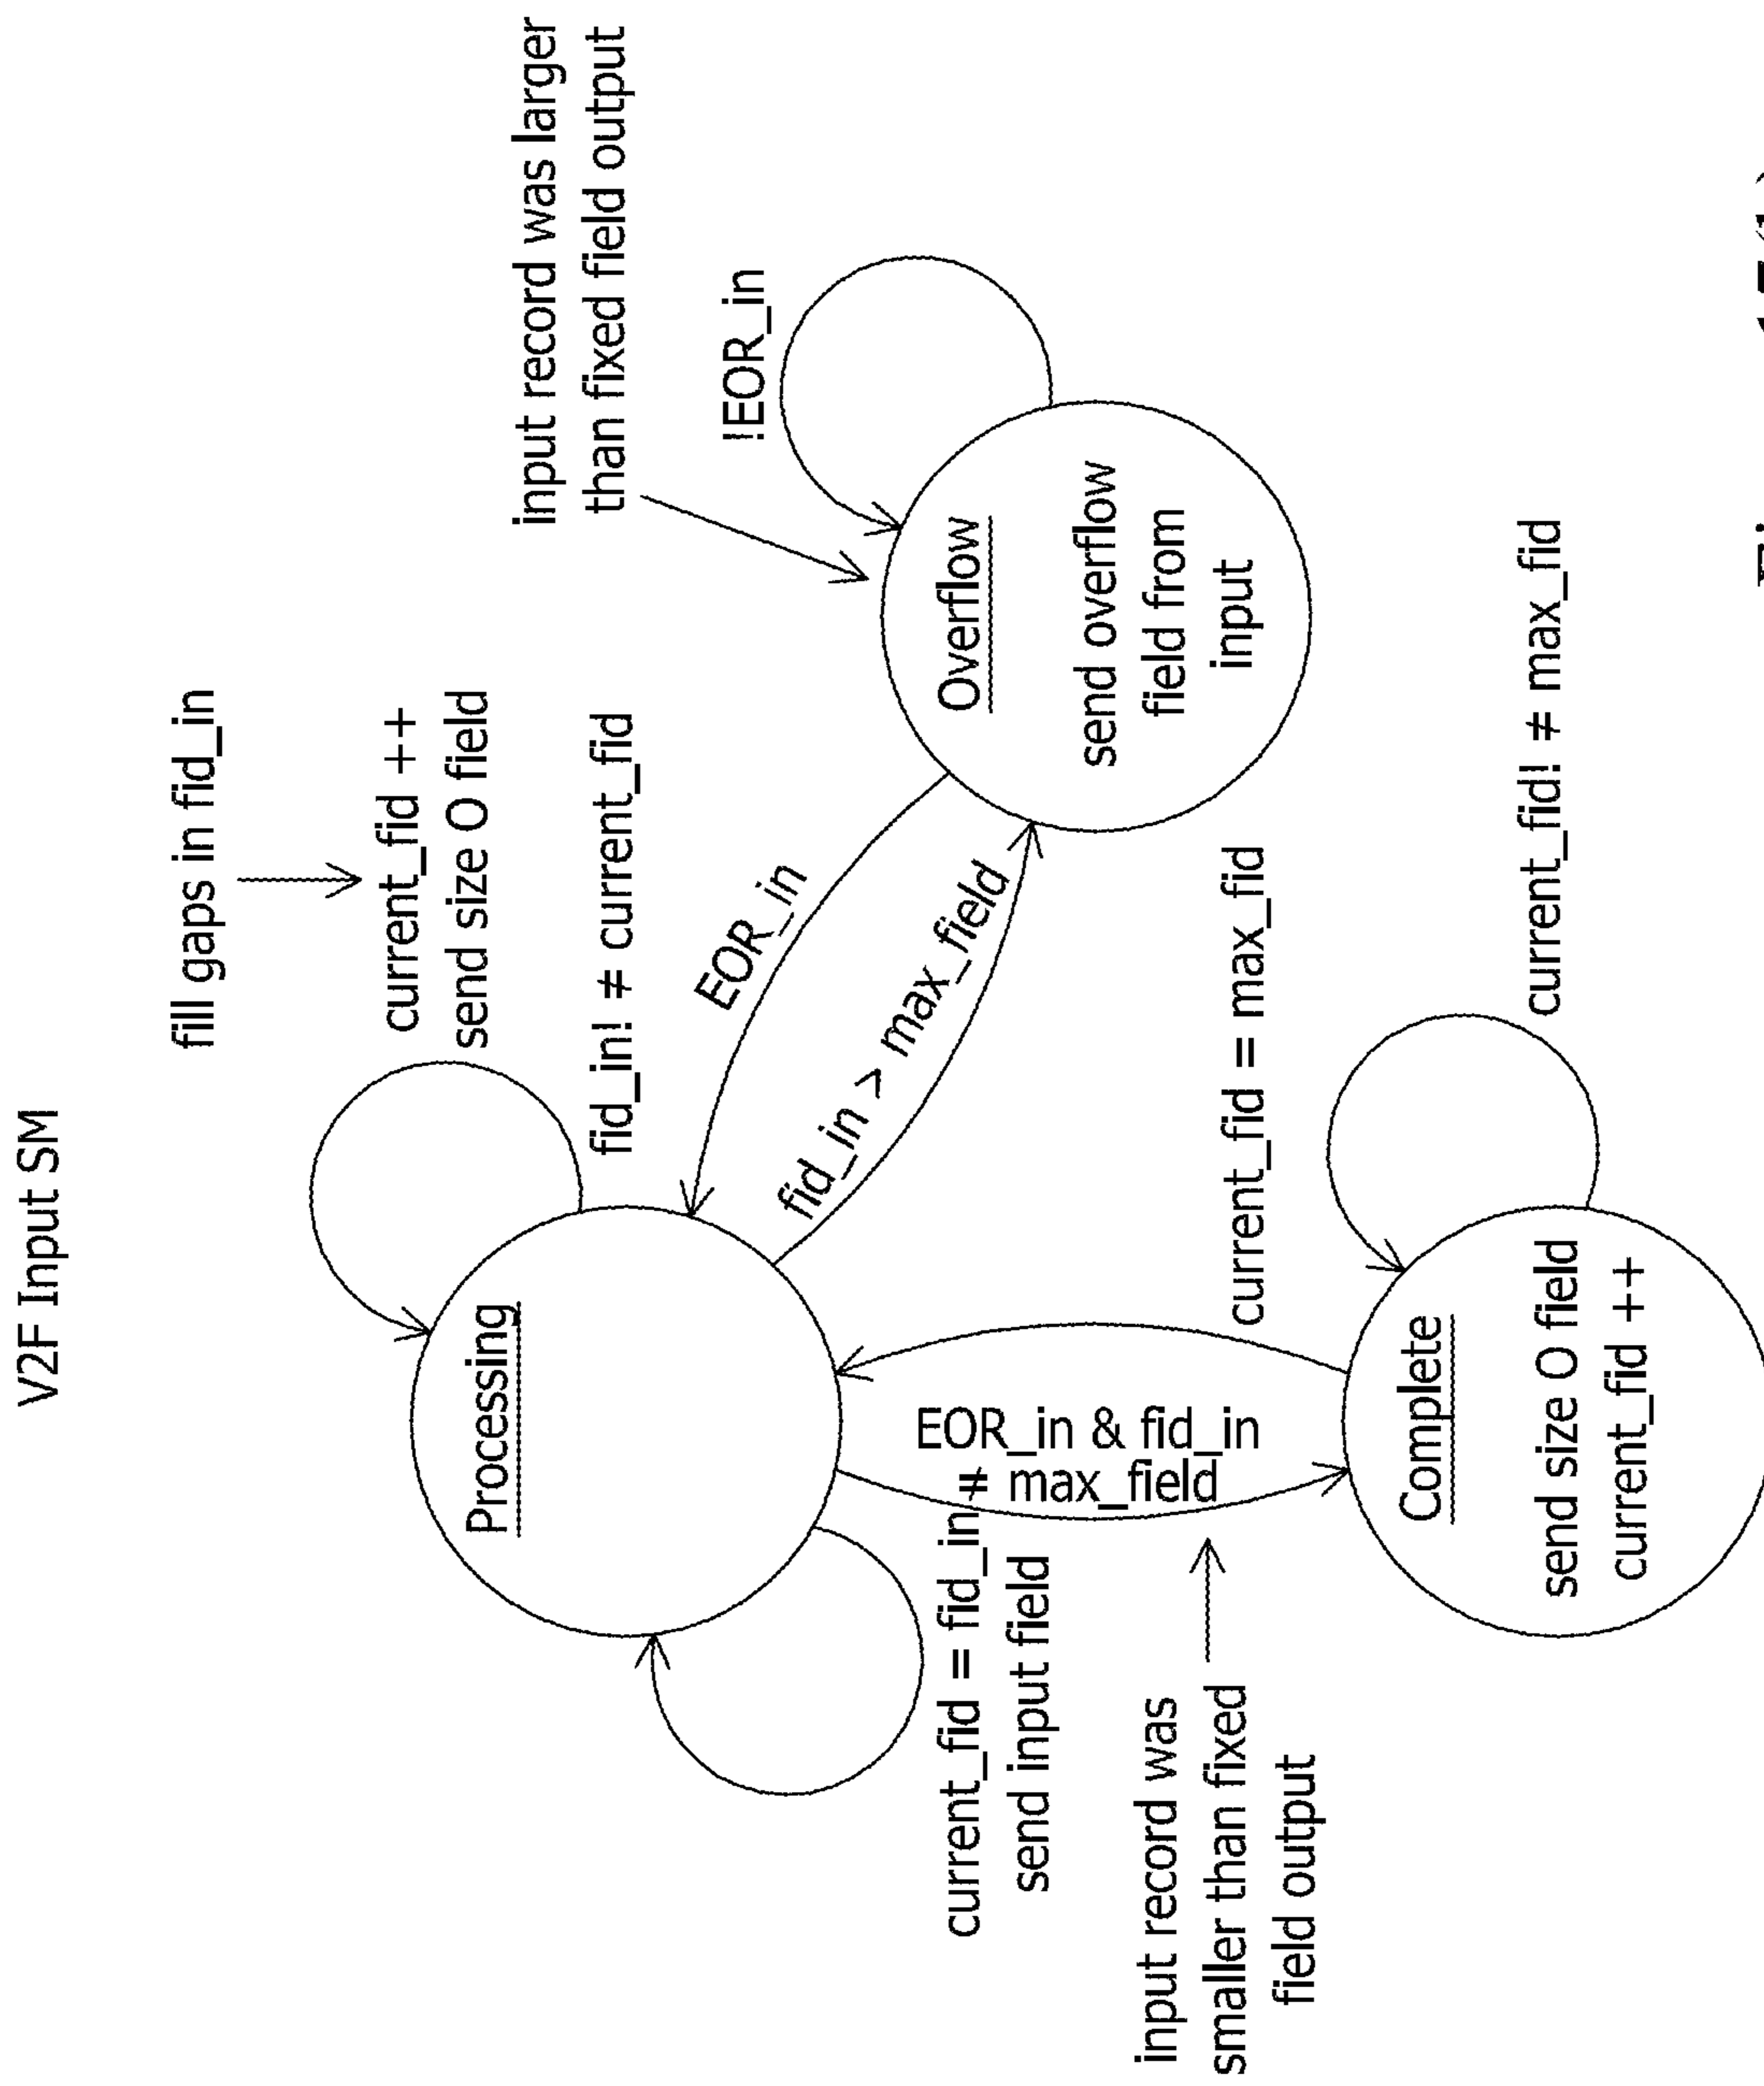 V2F Input SM
fill gaps in fid_in
current_fid ++
send size O field
fid_in! ≠ current_fid
input record was larger
than fixed field output
!EOR_in
Processing
EOR_in
fid_in > max_field
Overflow
send overflow
field from
input
current_fid = fid_in
send input field
EOR_in & fid_in
≠ max_field
current_fid = max_fid
input record was
smaller than fixed
field output
Complete
send size O field
current_fid ++
current_fid! ≠ max_fid